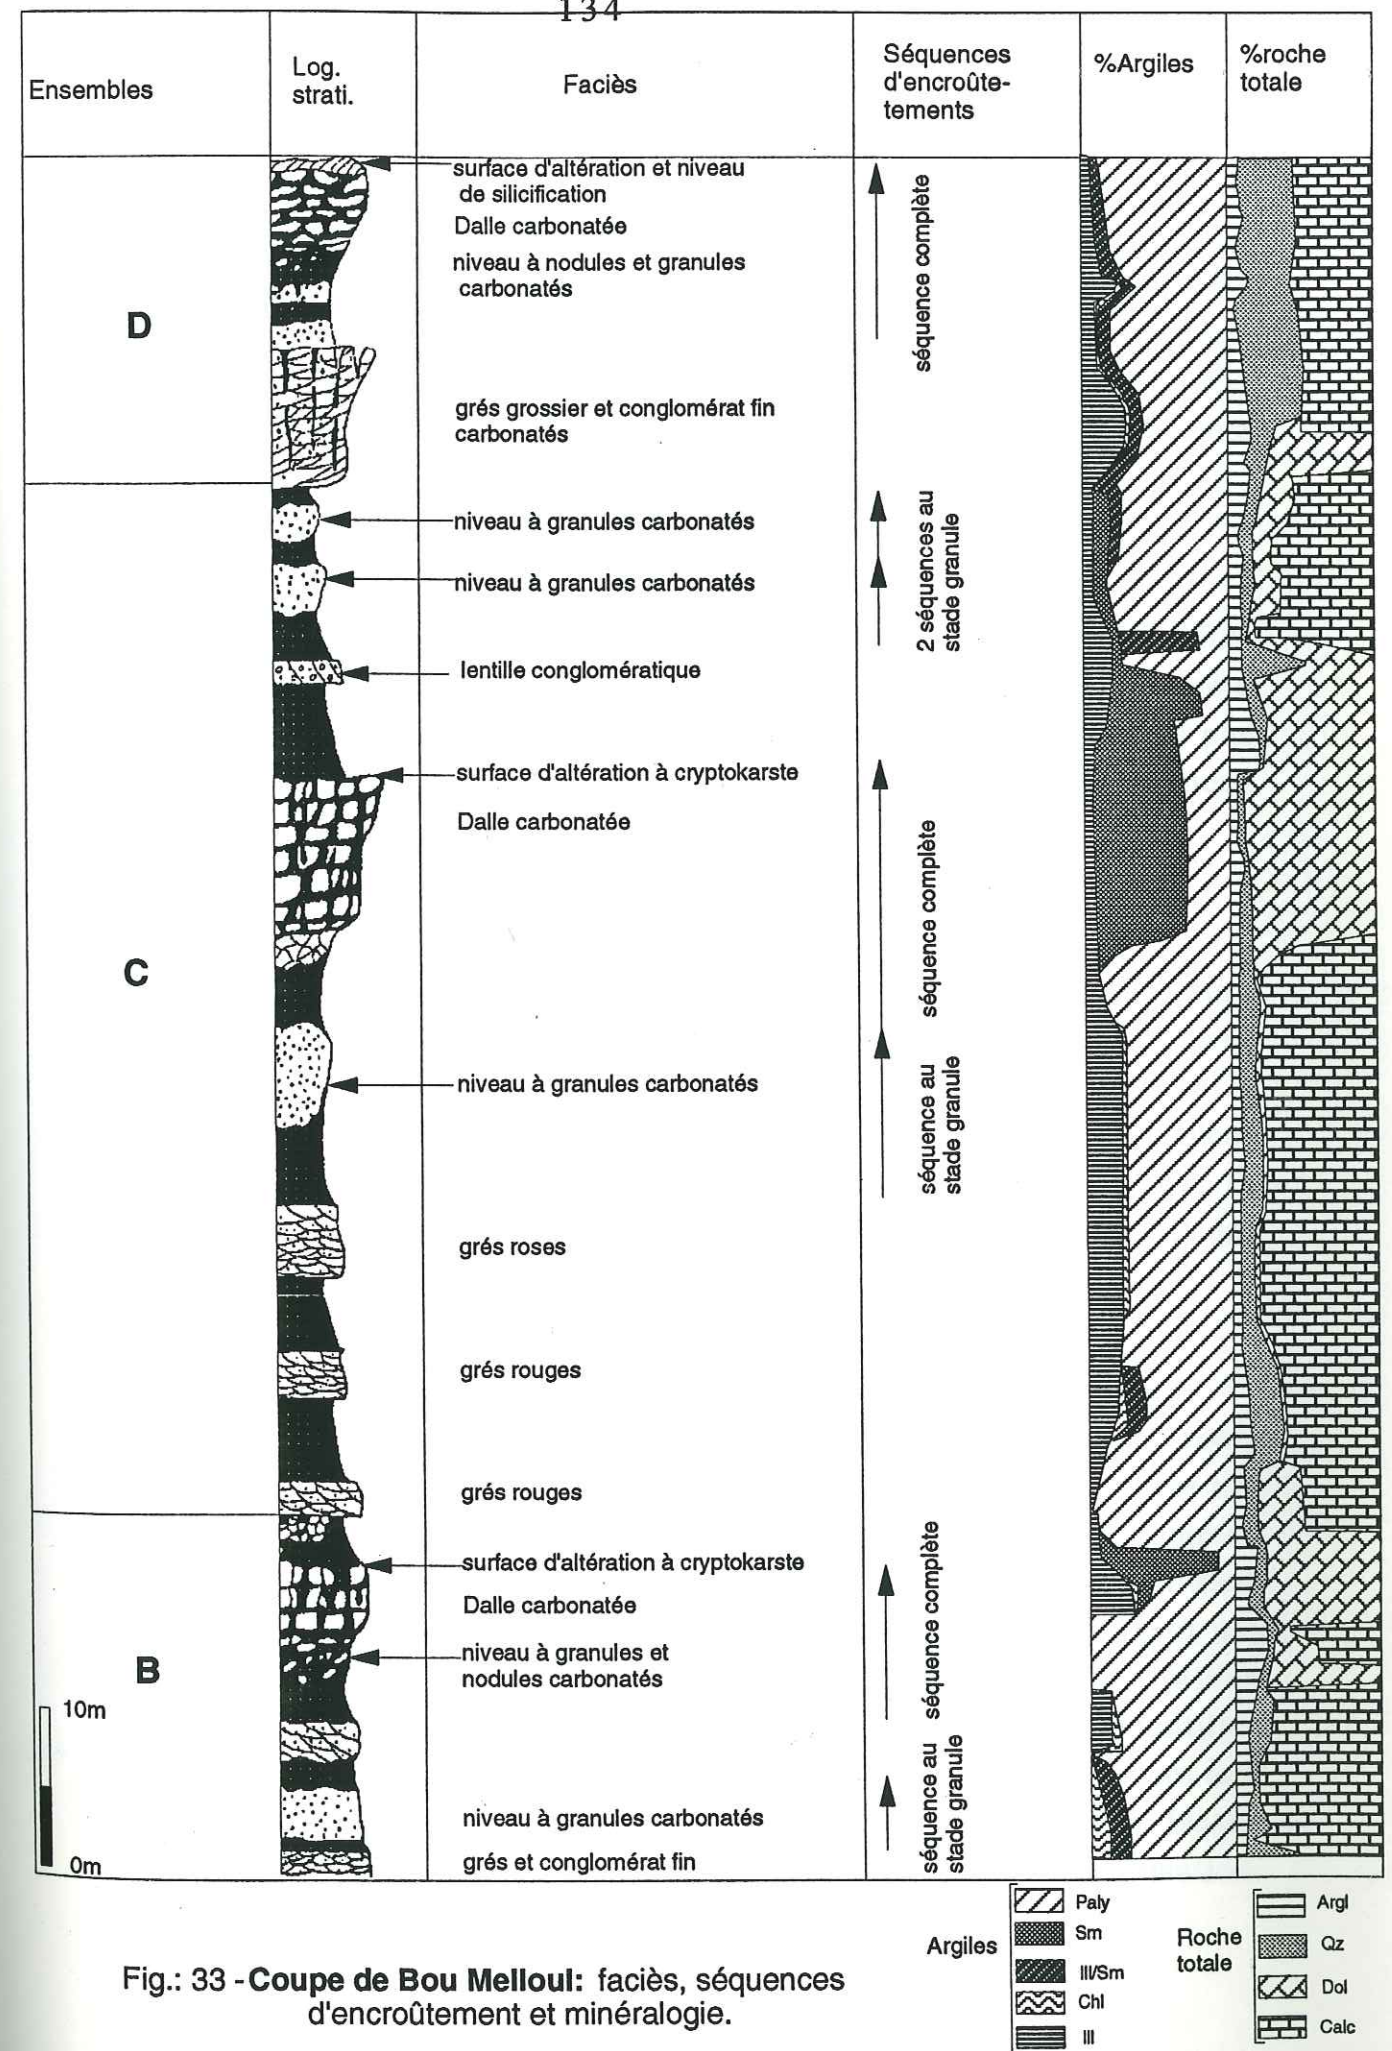 134
Ensembles
Log.
strati.
Faciès
Séquences
d'encroûte-
tements
%Argiles
%roche
totale
surface d'altération et niveau
de silicification
Dalle carbonatée
niveau à nodules et granules
carbonatés
séquence complète
D
grés grossier et conglomérat fin
carbonatés
niveau à granules carbonatés
niveau à granules carbonatés
2 séquences au
stade granule
lentille conglomératique
surface d'altération à cryptokarste
Dalle carbonatée
séquence complète
C
niveau à granules carbonatés
séquence au
stade granule
grés roses
grés rouges
grés rouges
surface d'altération à cryptokarste
Dalle carbonatée
séquence complète
niveau à granules et
nodules carbonatés
B
10m
niveau à granules carbonatés
séquence au
stade granule
0m
grés et conglomérat fin
Argiles
Paly
Sm
Ill/Sm
Chl
Ill
Roche
totale
Argl
Qz
Dol
Calc
Fig.: 33 - Coupe de Bou Melloul: faciès, séquences
d'encroûtement et minéralogie.